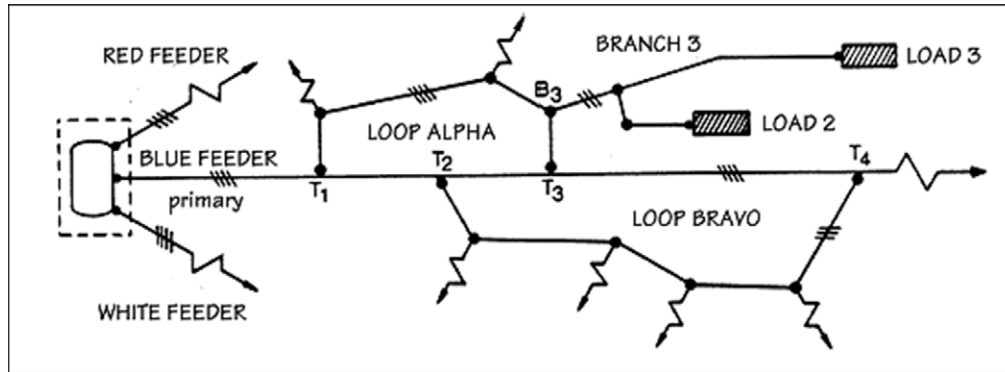 RED FEEDER
BRANCH 3
LOAD 3
B3
LOOP ALPHA
LOAD 2
BLUE FEEDER
T2
T4
primary
T1
T3
LOOP BRAVO
WHITE FEEDER